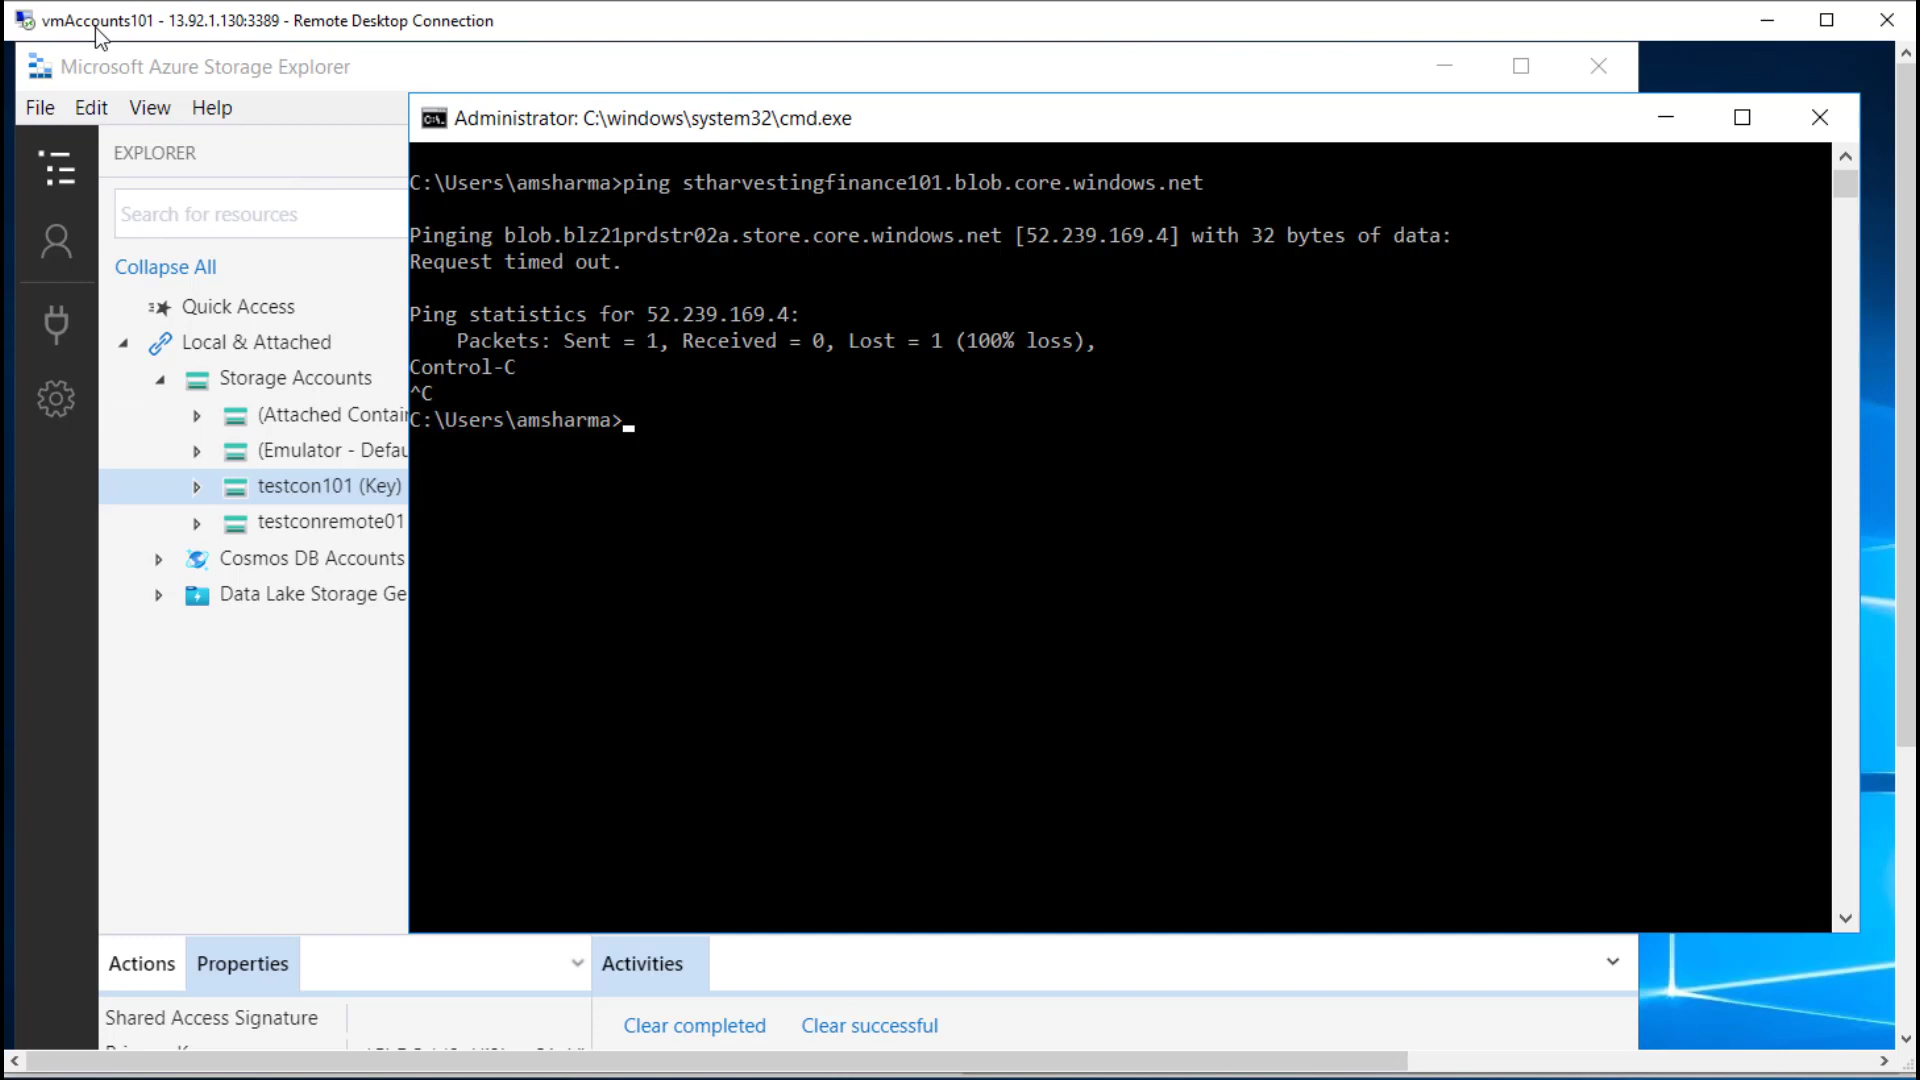 vmAccounts101 - 13.92.1.130:3389 - Remote Desktop Connection
Microsoft Azure Storage Explorer
File Edit View Help
Administrator: C:\windows\system32\cmd.exe
EXPLORER
Search for resources
Collapse All
Quick Access
Local & Attached
Storage Accounts
(Attached Contai
(Emulator - Defau
testcon101 (Key)
testconremote01
Cosmos DB Accounts
Data Lake Storage Ge
C:\Users\amsharma>ping stharvestingfinance101.blob.core.windows.net
Pinging blob.blz21prdstr02a.store.core.windows.net [52.239.169.4] with 32 bytes of data:
Request timed out.
Ping statistics for 52.239.169.4:
Packets: Sent = 1, Received = 0, Lost = 1 (100% loss),
Control-C
^C
C:\Users\amsharma>
Actions Properties
Activities
Shared Access Signature
Clear completed Clear successful